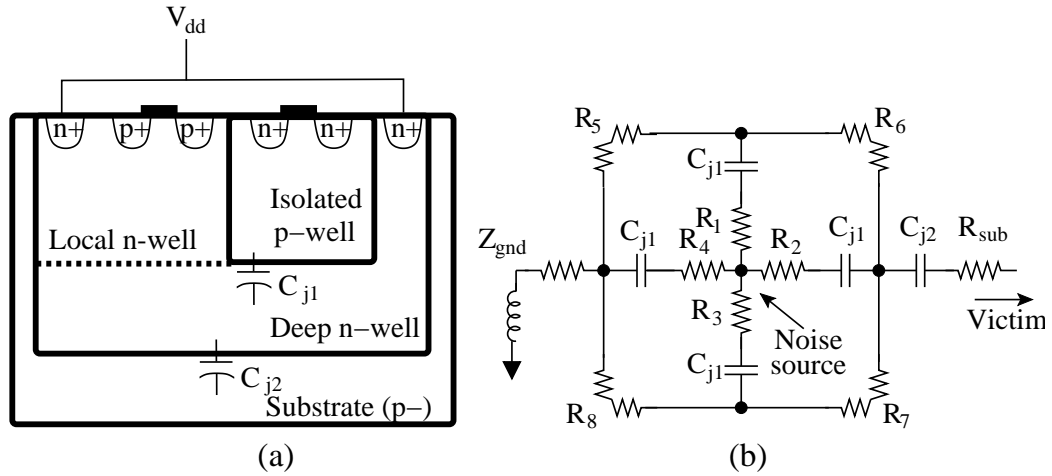 V_dd
n+ p+ p+ n+ n+ n+
Isolated
p−well
Local n-well
C_j1
Deep n−well
C_j2
Substrate (p−)
(a)
R_5
R_6
C_j1
R_1
Z_gnd
C_j1
R_4
R_2
C_j1
C_j2
R_sub
R_3
Noise
source
Victim
C_j1
R_8
R_7
(b)